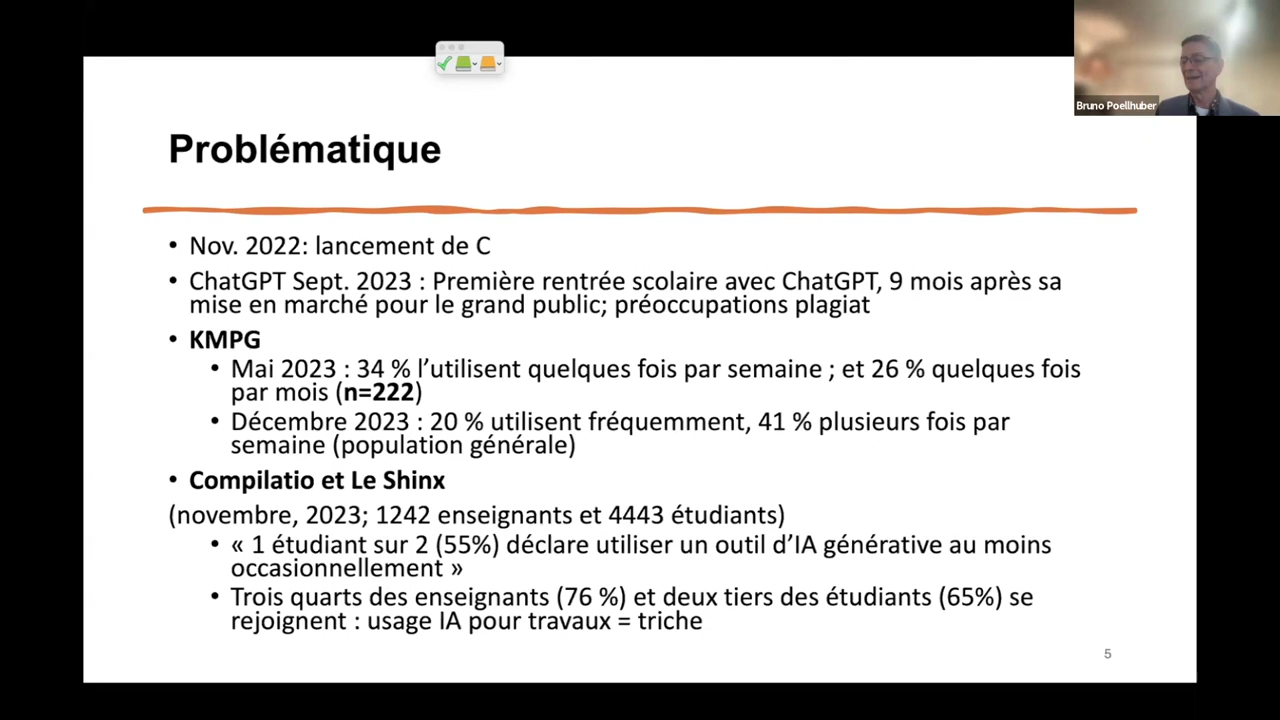 Bruno Poellhuber
Problématique
• Nov. 2022: lancement de C
• ChatGPT Sept. 2023 : Première rentrée scolaire avec ChatGPT, 9 mois après sa
mise en marché pour le grand public; préoccupations plagiat
• KMPG
• Mai 2023 : 34 % l’utilisent quelques fois par semaine ; et 26 % quelques fois
par mois (n=222)
• Décembre 2023 : 20 % utilisent fréquemment, 41 % plusieurs fois par
semaine (population générale)
• Compilatio et Le Shinx
(novembre, 2023; 1242 enseignants et 4443 étudiants)
• « 1 étudiant sur 2 (55%) déclare utiliser un outil d’IA générative au moins
occasionnellement »
• Trois quarts des enseignants (76 %) et deux tiers des étudiants (65%) se
rejoignent : usage IA pour travaux = triche
5